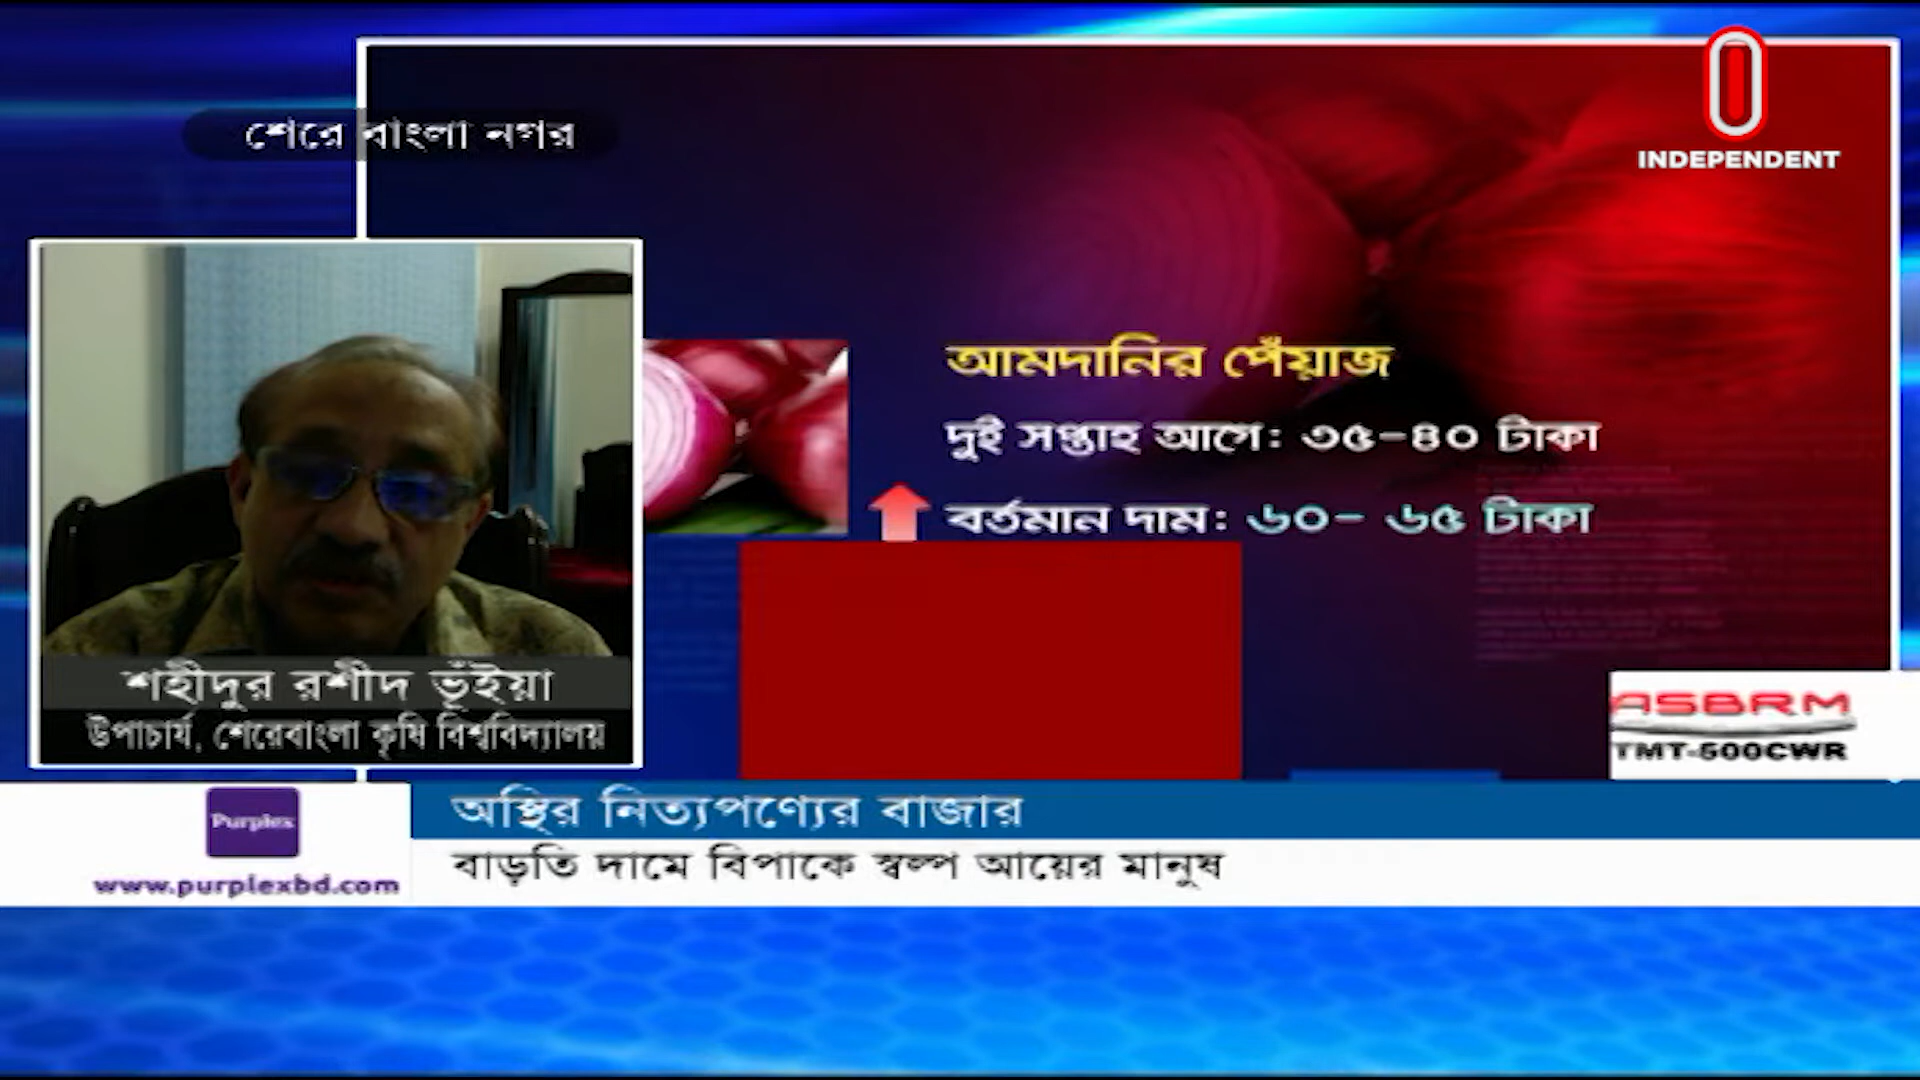 INDEPENDENT
শেরে বাংলা নগর
আমদানির পেঁয়াজ
দুই সপ্তাহ আগে: ৩৫-৪০ টাকা
বর্তমান দাম: ৬০- ৬৫ টাকা
শহীদুর রশীদ ভূঁইয়া
উপাচার্য, শেরেবাংলা কৃষি বিশ্ববিদ্যালয়
ASBRM
TMT-500CWR
Purplex
www.purplexbd.com
অস্থির নিত্যপণ্যের বাজার
বাড়তি দামে বিপাকে স্বল্প আয়ের মানুষ